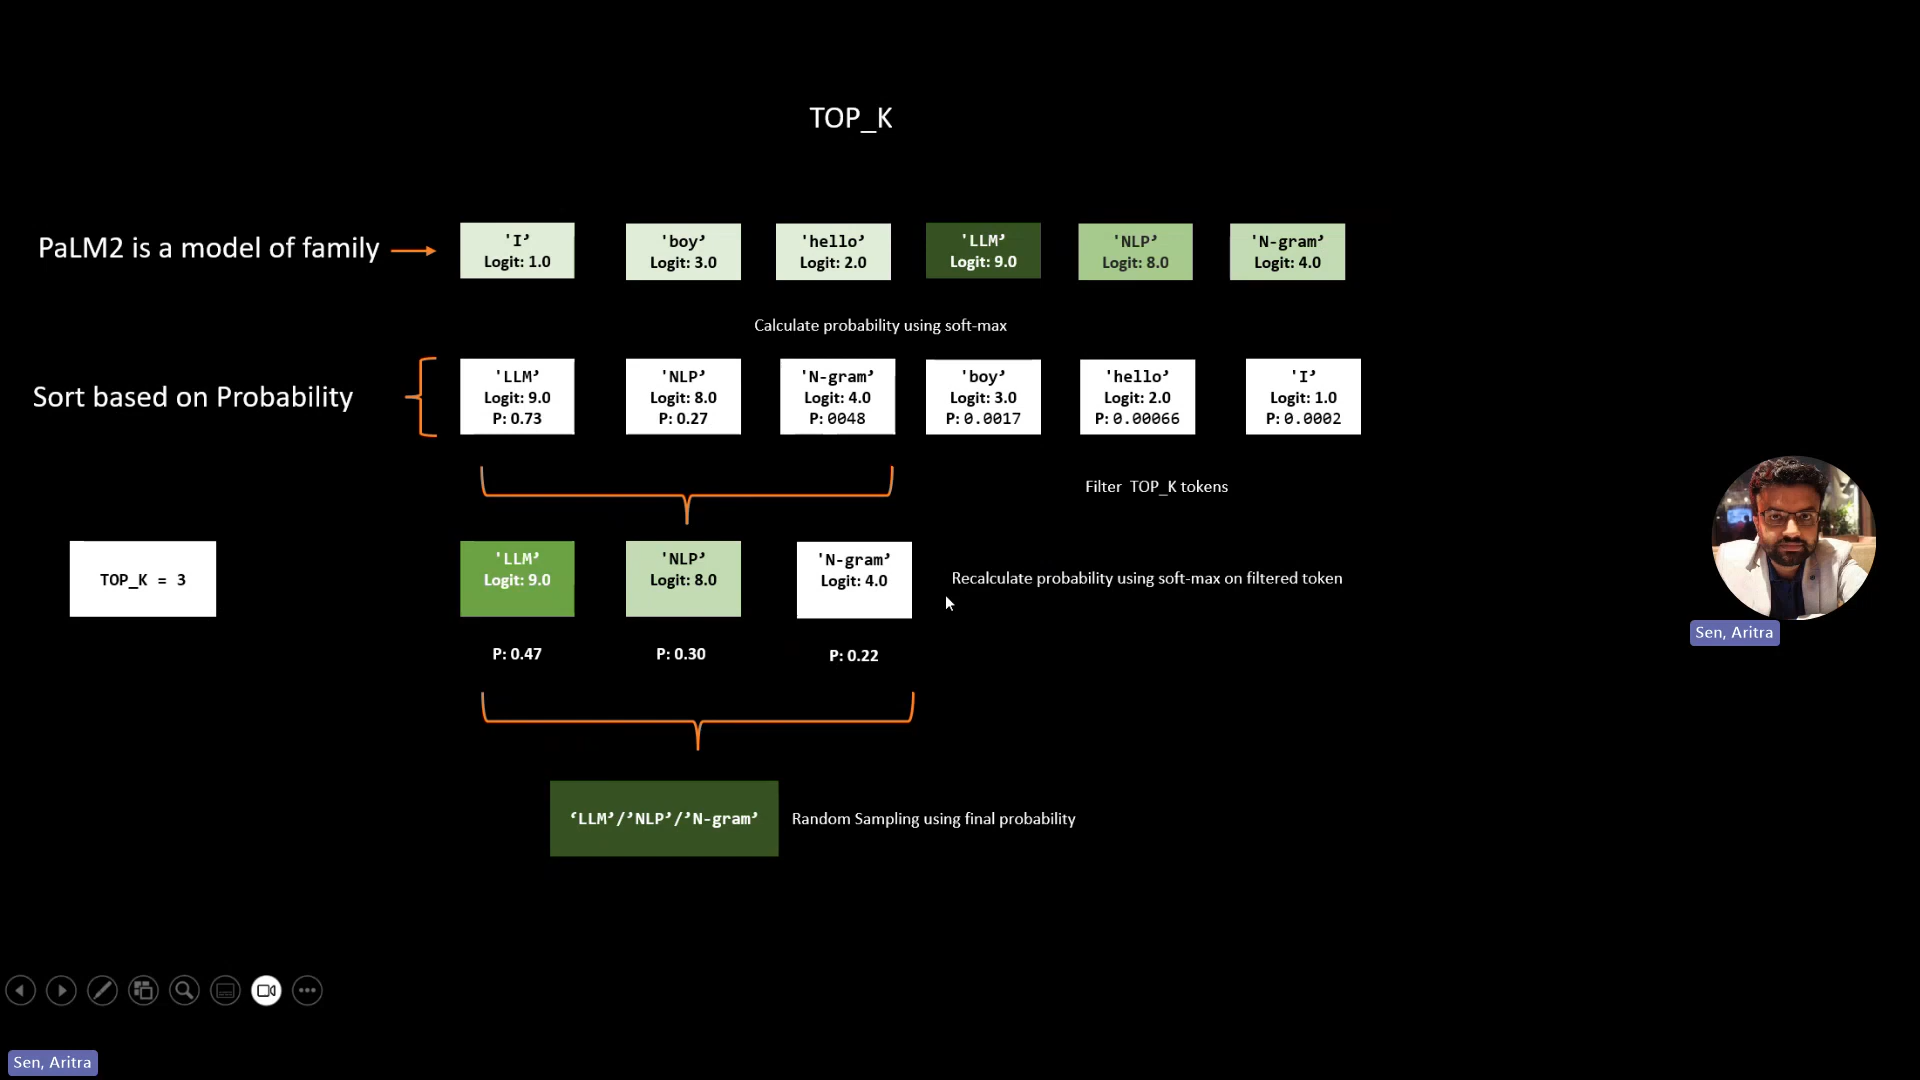 TOP_K
PaLM2 is a model of family
'I’
Logit: 1.0
'boy’
Logit: 3.0
'hello’
Logit: 2.0
'LLM’
Logit: 9.0
'NLP’
Logit: 8.0
'N-gram’
Logit: 4.0
Calculate probability using soft-max
Sort based on Probability
'LLM’
Logit: 9.0
P: 0.73
'NLP’
Logit: 8.0
P: 0.27
'N-gram’
Logit: 4.0
P: 0048
'boy’
Logit: 3.0
P: 0.0017
'hello’
Logit: 2.0
P: 0.00066
'I’
Logit: 1.0
P: 0.0002
Filter TOP_K tokens
TOP_K = 3
'LLM’
Logit: 9.0
'NLP’
Logit: 8.0
'N-gram’
Logit: 4.0
Recalculate probability using soft-max on filtered token
P: 0.47
P: 0.30
P: 0.22
‘LLM’/’NLP’/’N-gram’
Random Sampling using final probability
Sen, Aritra
Sen, Aritra